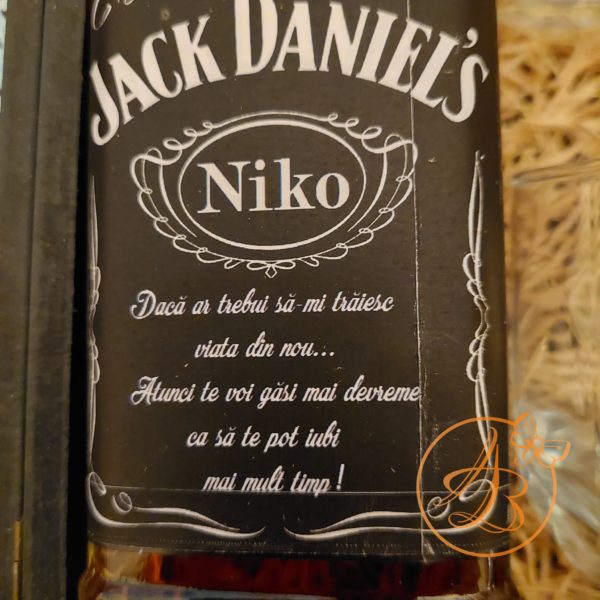 JACK DANIEL'S
Niko
Dacă ar trebui să-mi trăiesc
viata din nou...
Atunci te voi găsi mai devreme
ca să te pot iubi
mai mult timp!
AB